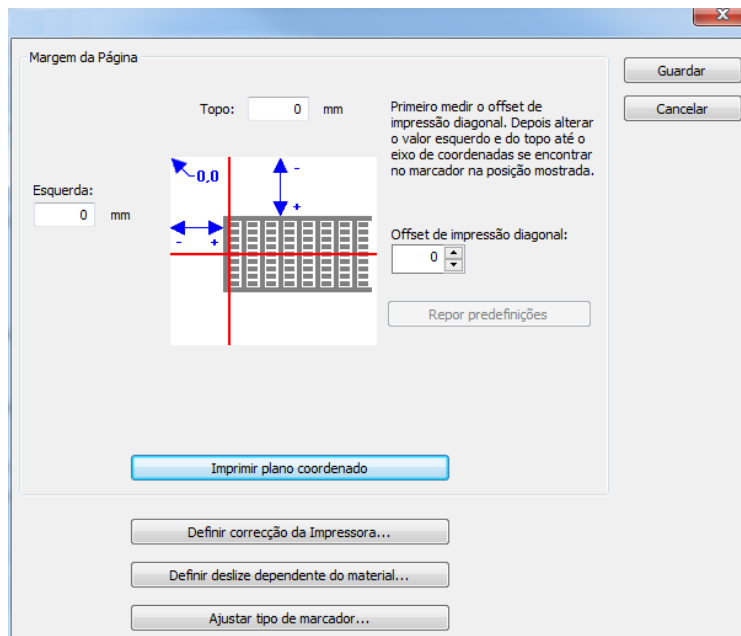 x
Margem da Página
Guardar
Topo: 0 mm
Cancelar
Primeiro medir o offset de
impressão diagonal. Depois alterar
o valor esquerdo e do topo até o
eixo de coordenadas se encontrar
no marcador na posição mostrada.
0,0
-
+
Esquerda:
0 mm
- +
Offset de impressão diagonal:
0
Repor predefinições
Imprimir plano coordenado
Definir correcção da Impressora...
Definir deslize dependente do material...
Ajustar tipo de marcador...